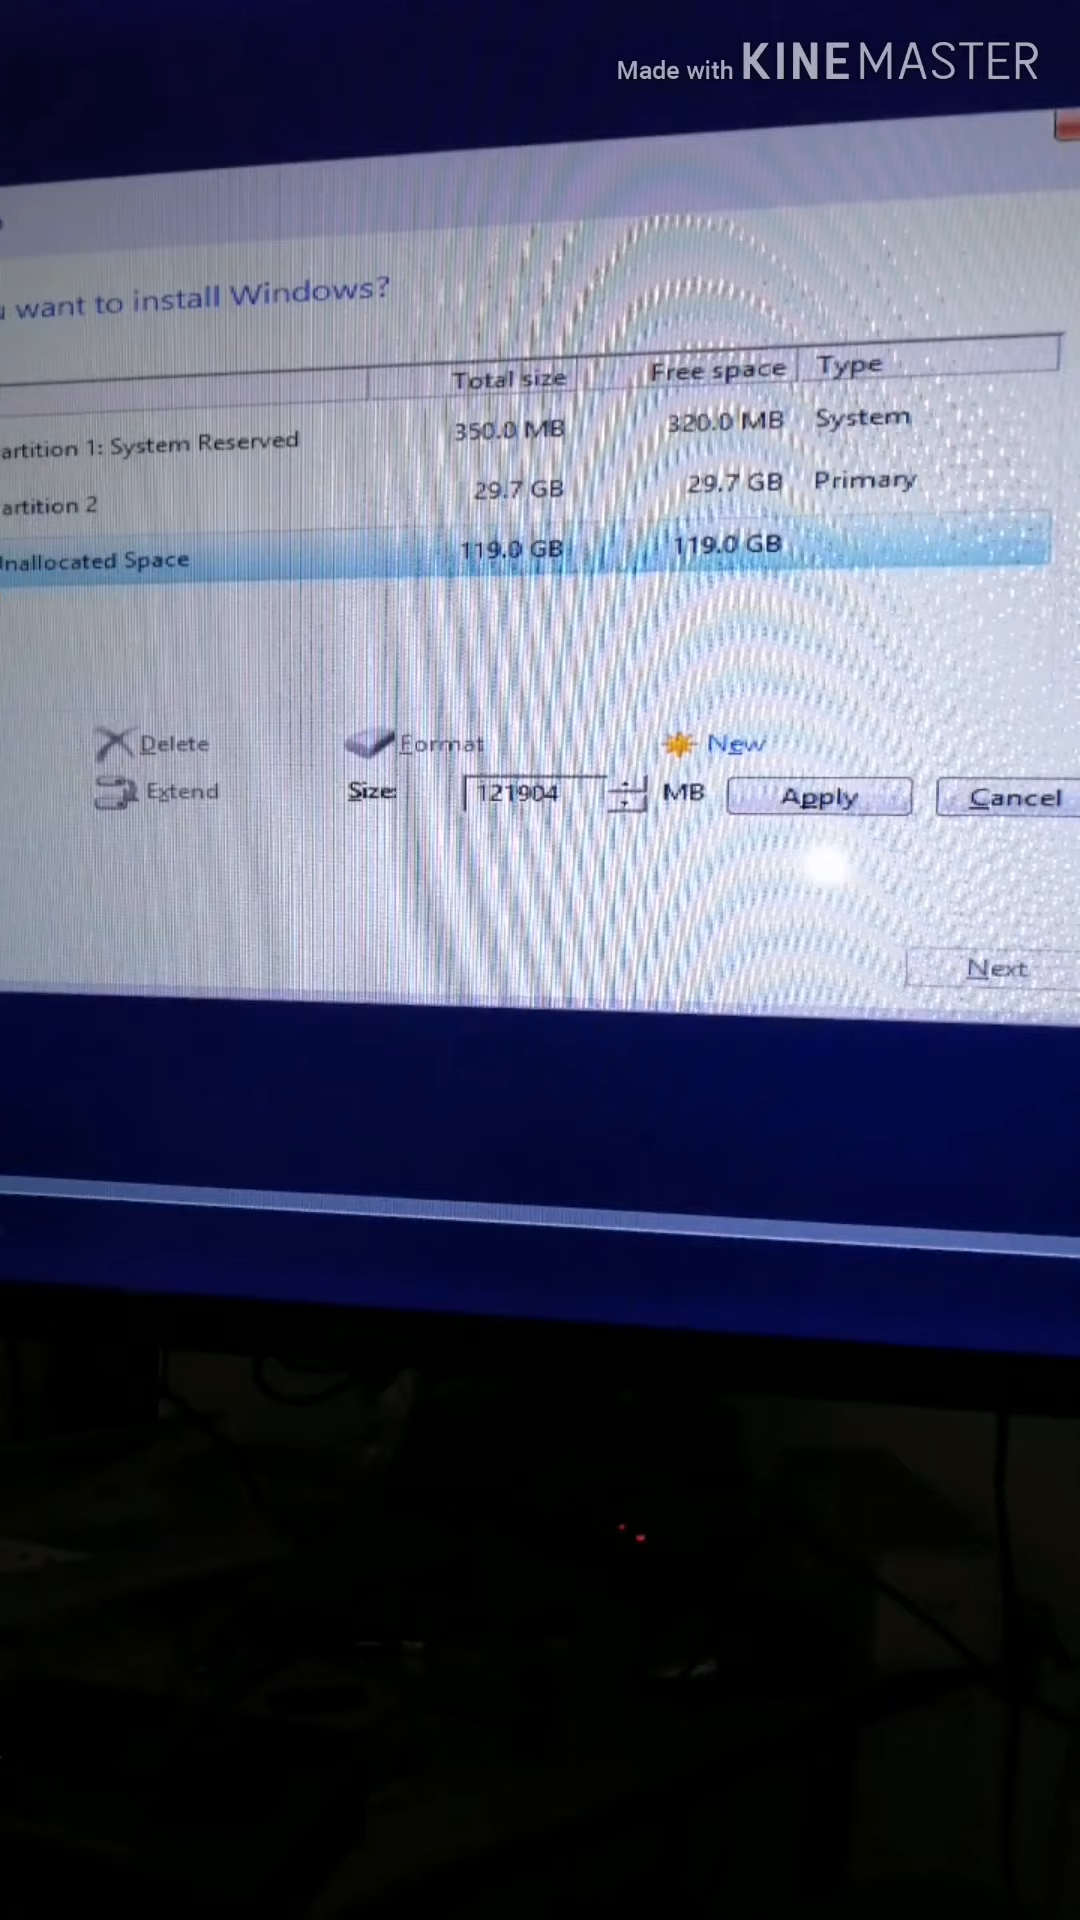 Made with KINEMASTER
want to install Windows?
Total size Free space Type
artition 1: System Reserved 350.0 MB 320.0 MB System
artition 2 29.7 GB 29.7 GB Primary
nallocated Space 119.0 GB 119.0 GB
Delete Format New
Extend Size: 121904 MB Apply Cancel
Next